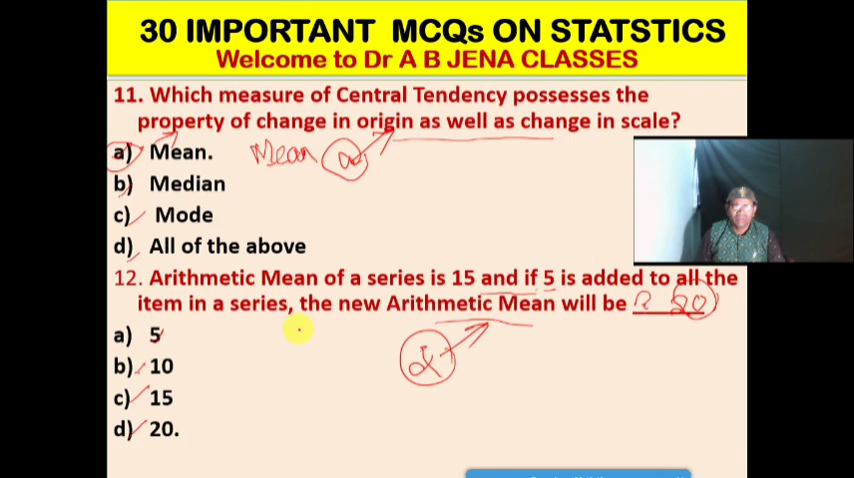 30 IMPORTANT MCQs ON STATSTICS
Welcome to Dr A B JENA CLASSES
11. Which measure of Central Tendency possesses the
property of change in origin as well as change in scale?
a) Mean. Mean a
b) Median
c) Mode
d) All of the above
12. Arithmetic Mean of a series is 15 and if 5 is added to all the
item in a series, the new Arithmetic Mean will be ? 20
a) 5
b) 10
c) 15
d) 20.